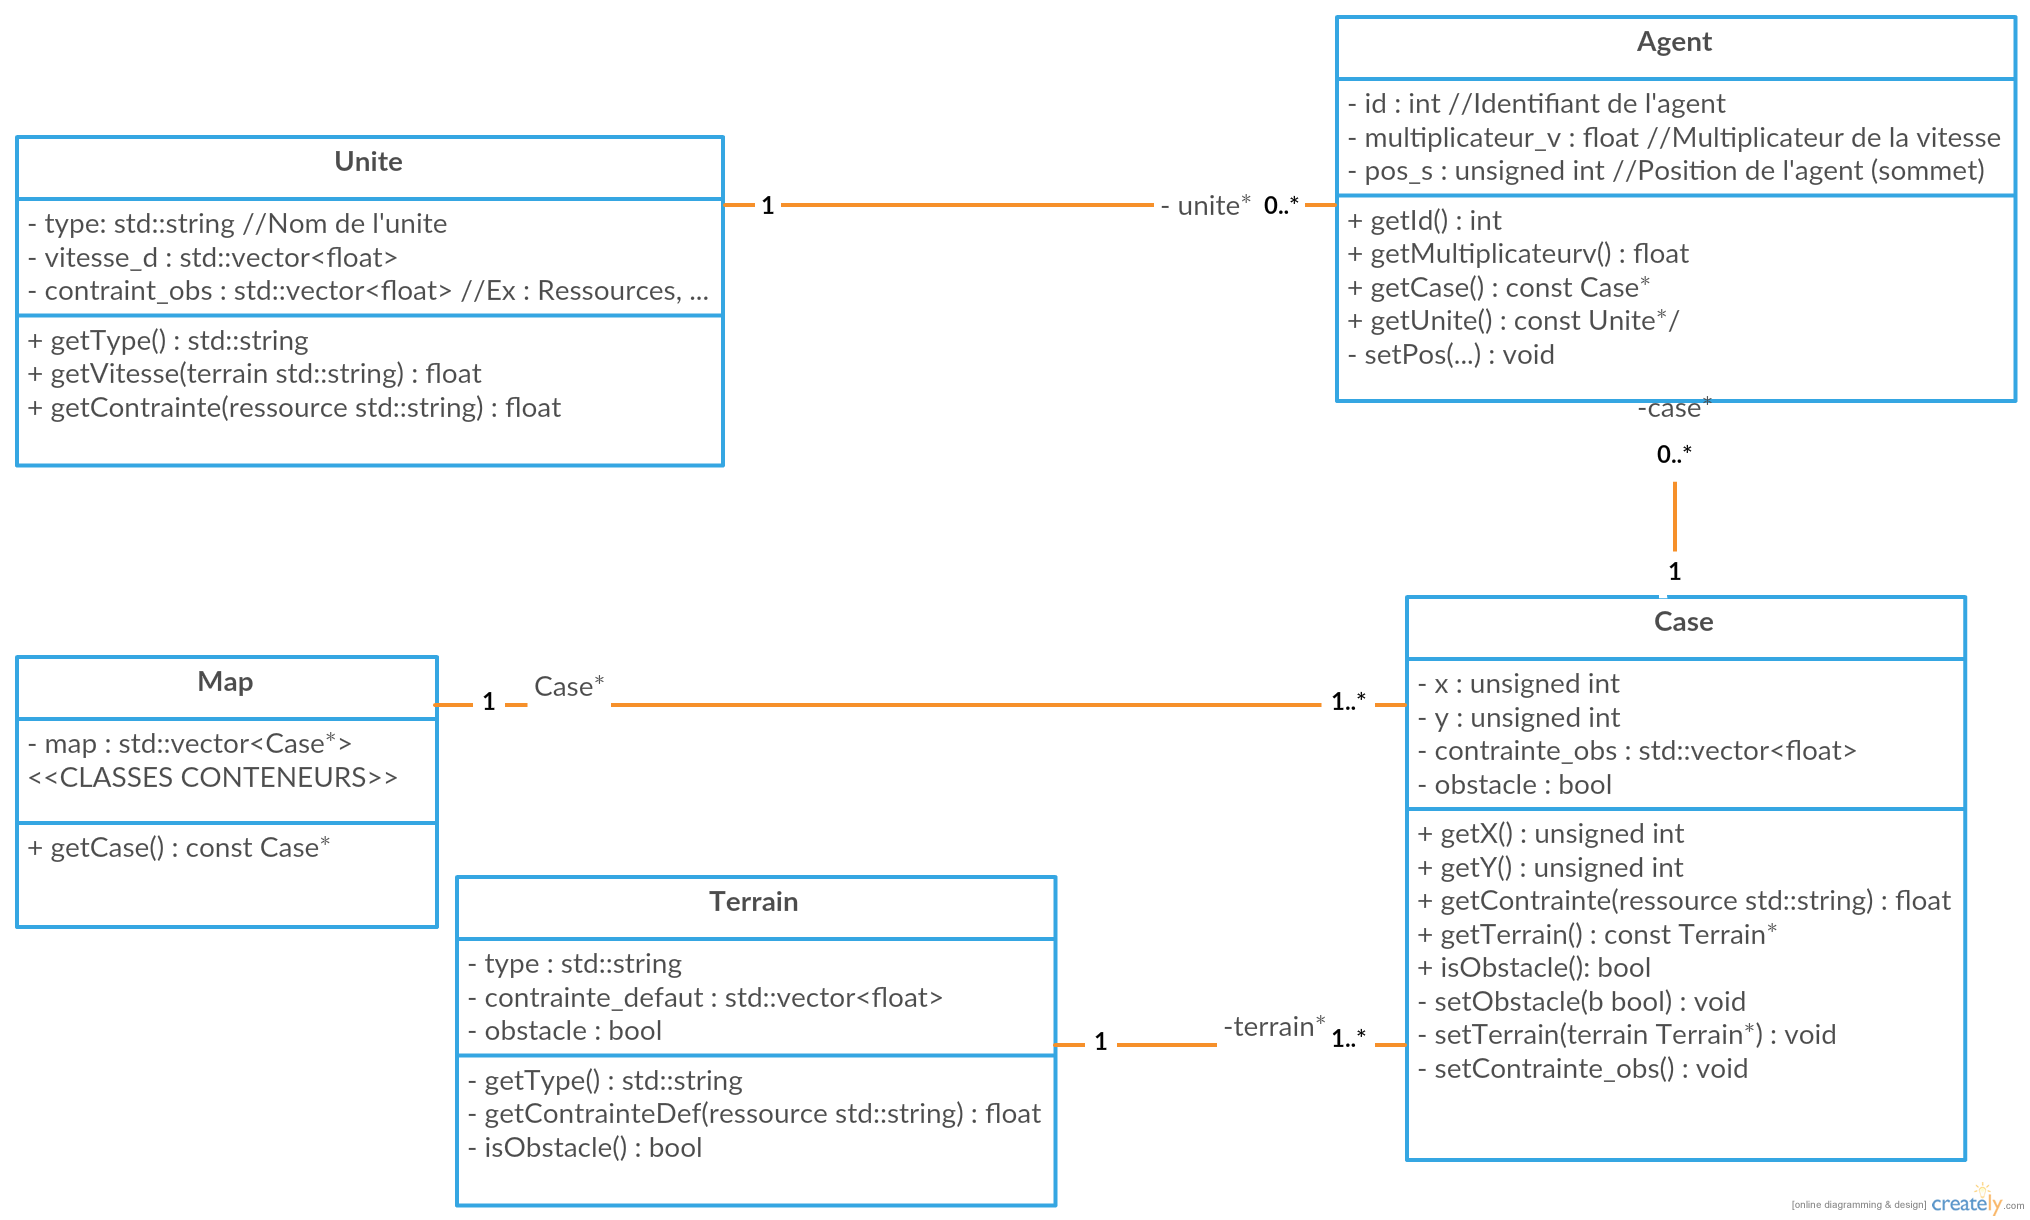 Agent
- id : int //Identifiant de l'agent
- multiplicateur_v : float //Multiplicateur de la vitesse
- pos_s : unsigned int //Position de l'agent (sommet)
+ getId() : int
+ getMultiplicateurv() : float
+ getCase() : const Case*
+ getUnite() : const Unite*/
- setPos(...) : void
Unite
- type: std::string //Nom de l'unite
- vitesse_d : std::vector<float>
- contraint_obs : std::vector<float> //Ex : Ressources, ...
+ getType() : std::string
+ getVitesse(terrain std::string) : float
+ getContrainte(ressource std::string) : float
1
- unite*
0..*
-case*
0..*
1
Case
- x : unsigned int
- y : unsigned int
- contrainte_obs : std::vector<float>
- obstacle : bool
+ getX() : unsigned int
+ getY() : unsigned int
+ getContrainte(ressource std::string) : float
+ getTerrain() : const Terrain*
+ isObstacle(): bool
- setObstacle(b bool) : void
- setTerrain(terrain Terrain*) : void
- setContrainte_obs() : void
Map
- map : std::vector<Case*>
<<CLASSES CONTENEURS>>
+ getCase() : const Case*
1
Case*
1..*
Terrain
- type : std::string
- contrainte_defaut : std::vector<float>
- obstacle : bool
- getType() : std::string
- getContrainteDef(ressource std::string) : float
- isObstacle() : bool
1
-terrain*
1..*
[online diagramming & design] creately.com